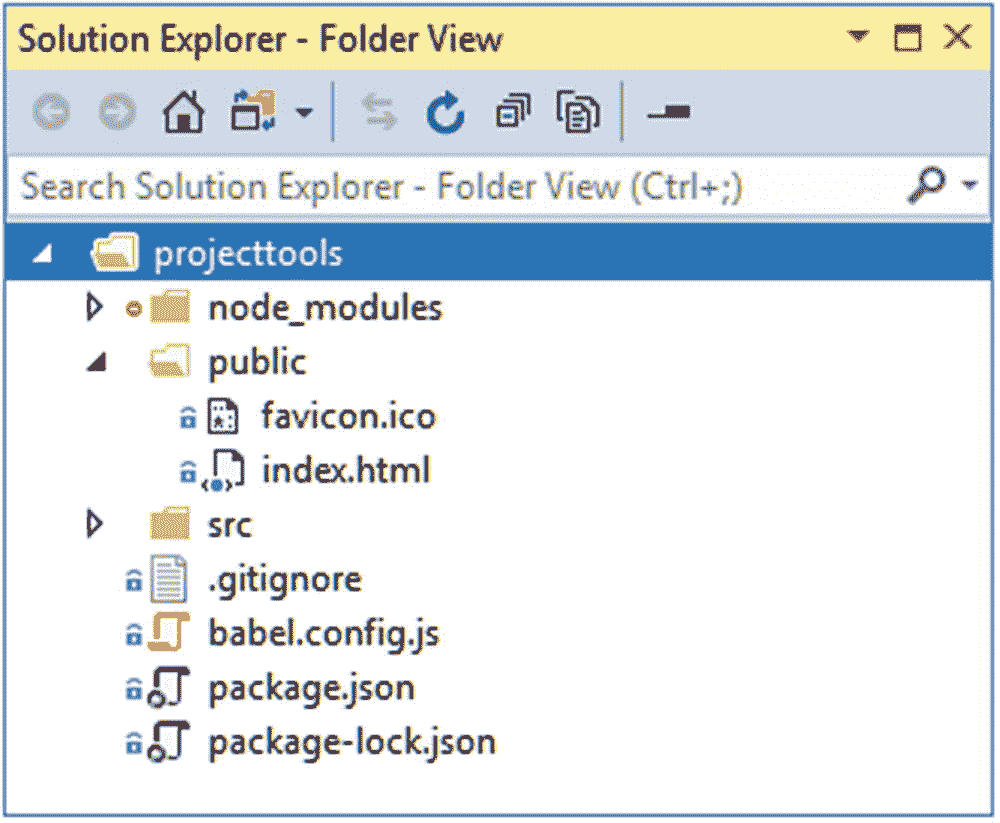 Solution Explorer - Folder View
Search Solution Explorer - Folder View (Ctrl+;)
projecttools
node_modules
public
favicon.ico
index.html
src
.gitignore
babel.config.js
package.json
package-lock.json